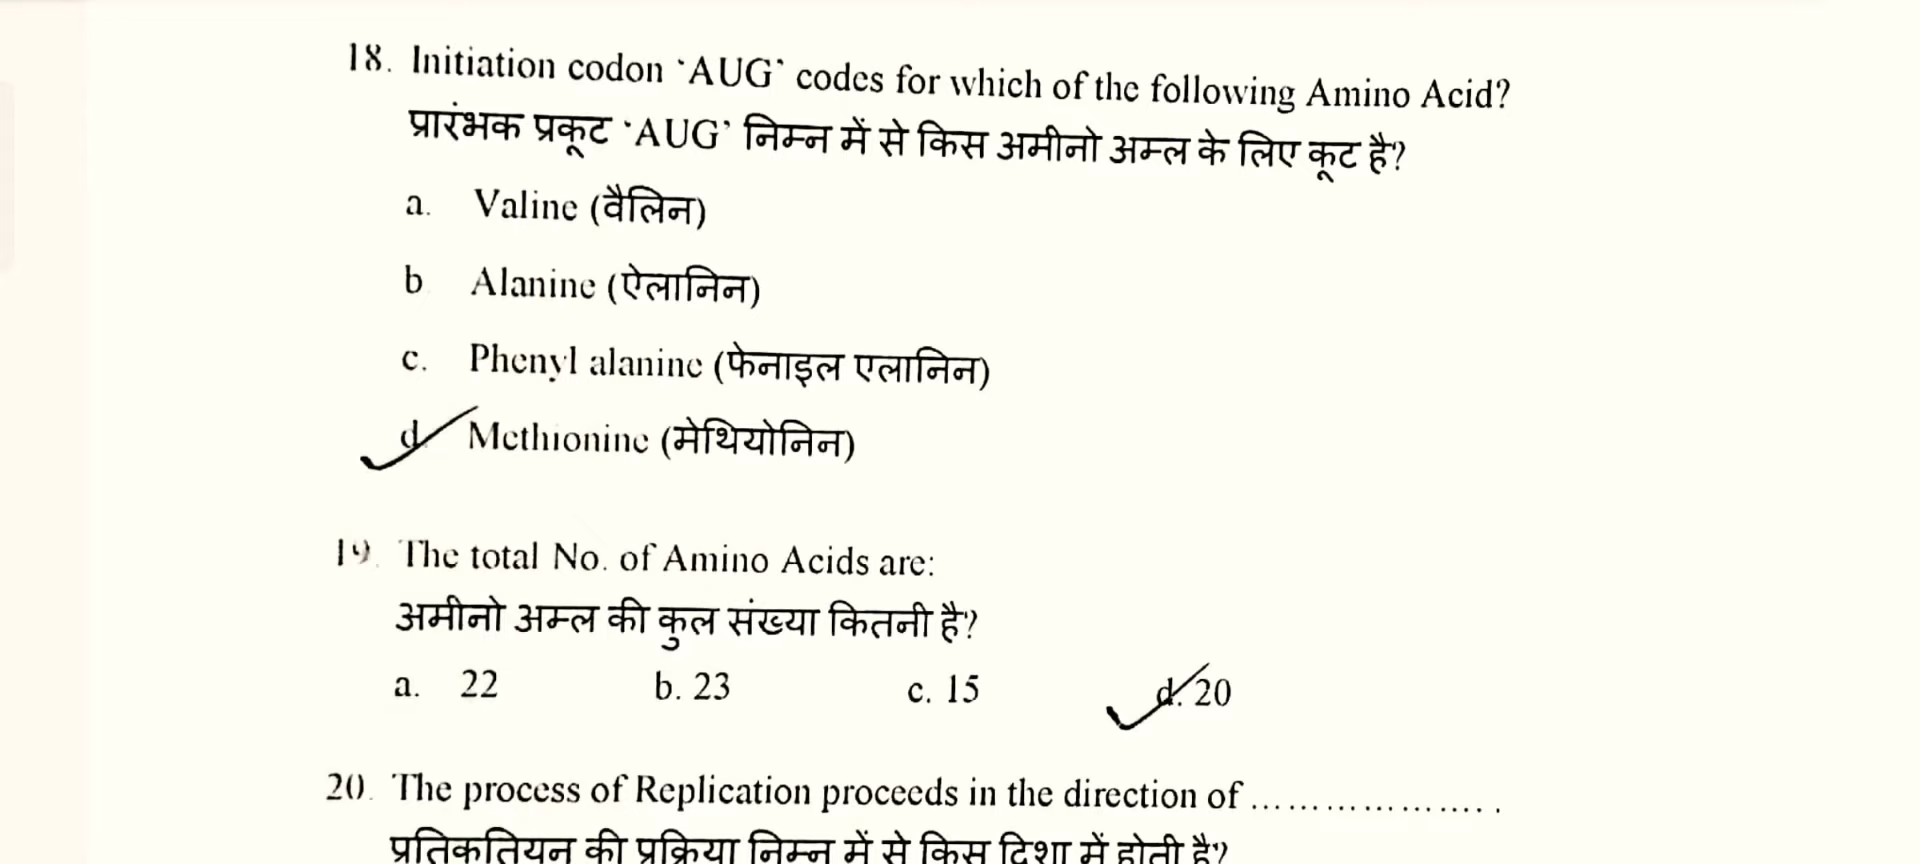 18. Initiation codon `AUG` codes for which of the following Amino Acid?
प्रारंभक प्रकूट `AUG' निम्न में से किस अमीनो अम्ल के लिए कूट है?
a. Valine (वैलिन)
b Alanine (ऐलानिन)
c. Phenyl alanine (फेनाइल एलानिन)
d. Methionine (मेथियोनिन)
19. The total No. of Amino Acids are:
अमीनो अम्ल की कुल संख्या कितनी है?
a. 22 b. 23 c. 15 d. 20
20. The process of Replication proceeds in the direction of ....................
प्रतिकृतियन की प्रक्रिया निम्न में से किस दिशा में होती है?